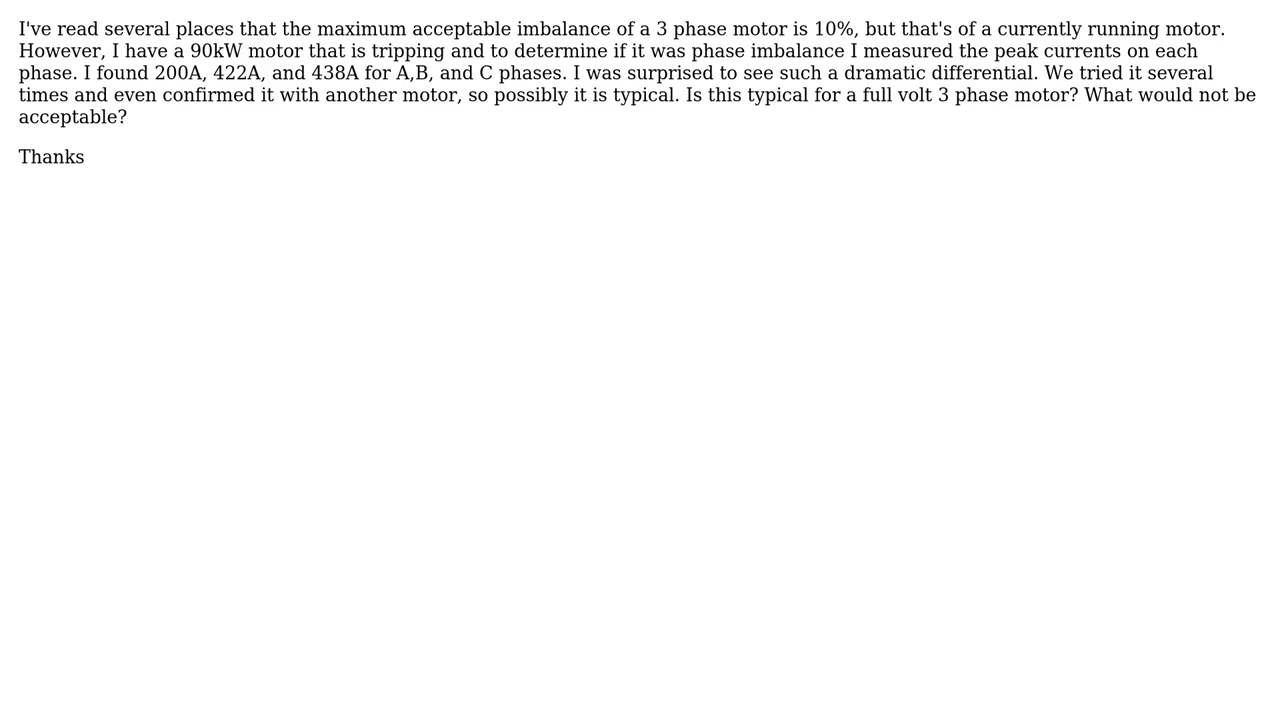 I've read several places that the maximum acceptable imbalance of a 3 phase motor is 10%, but that's of a currently running motor.
However, I have a 90kW motor that is tripping and to determine if it was phase imbalance I measured the peak currents on each
phase. I found 200A, 422A, and 438A for A,B, and C phases. I was surprised to see such a dramatic differential. We tried it several
times and even confirmed it with another motor, so possibly it is typical. Is this typical for a full volt 3 phase motor? What would not be
acceptable?
Thanks